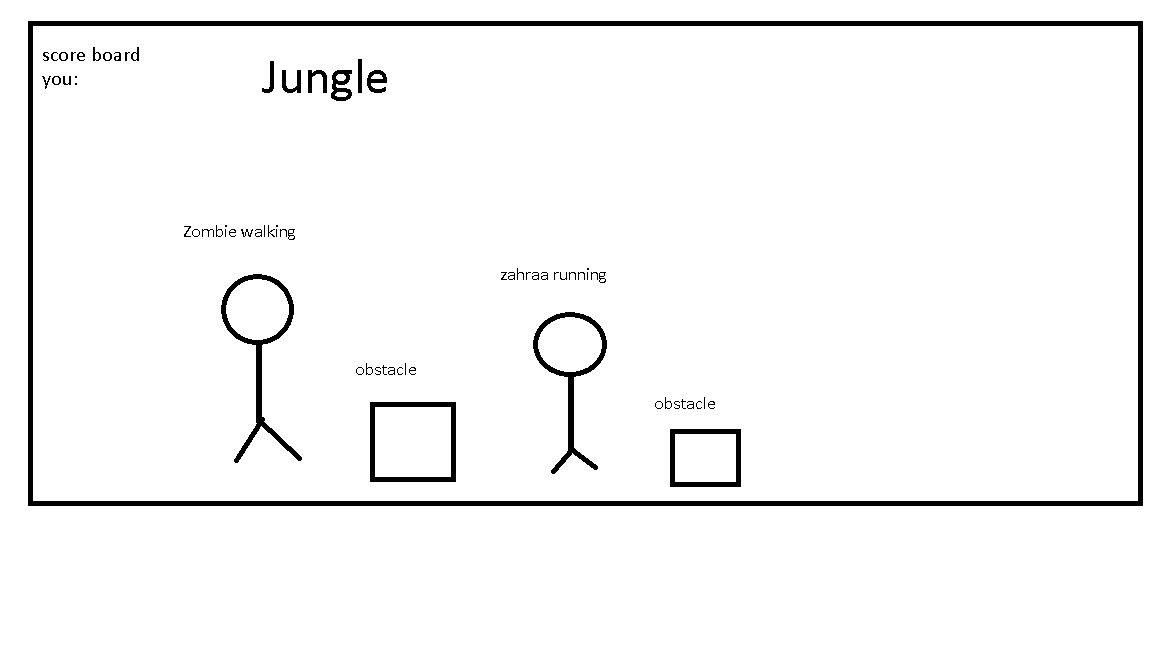 score board
you:
Jungle
Zombie walking
zahraa running
obstacle
obstacle